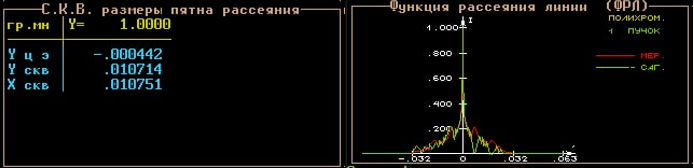 С.К.В. размеры пятна рассеяния
гр.мн Y= 1.0000
Y ц э -.000442
Y скв .010714
X скв .010751
Функция рассеяния линии (ФРЛ)
I
ПОЛИХРОМ.
1 ПУЧОК
1.000
МЕР.
САГ.
.800
.600
.400
.200
-.032 0 .032 .063